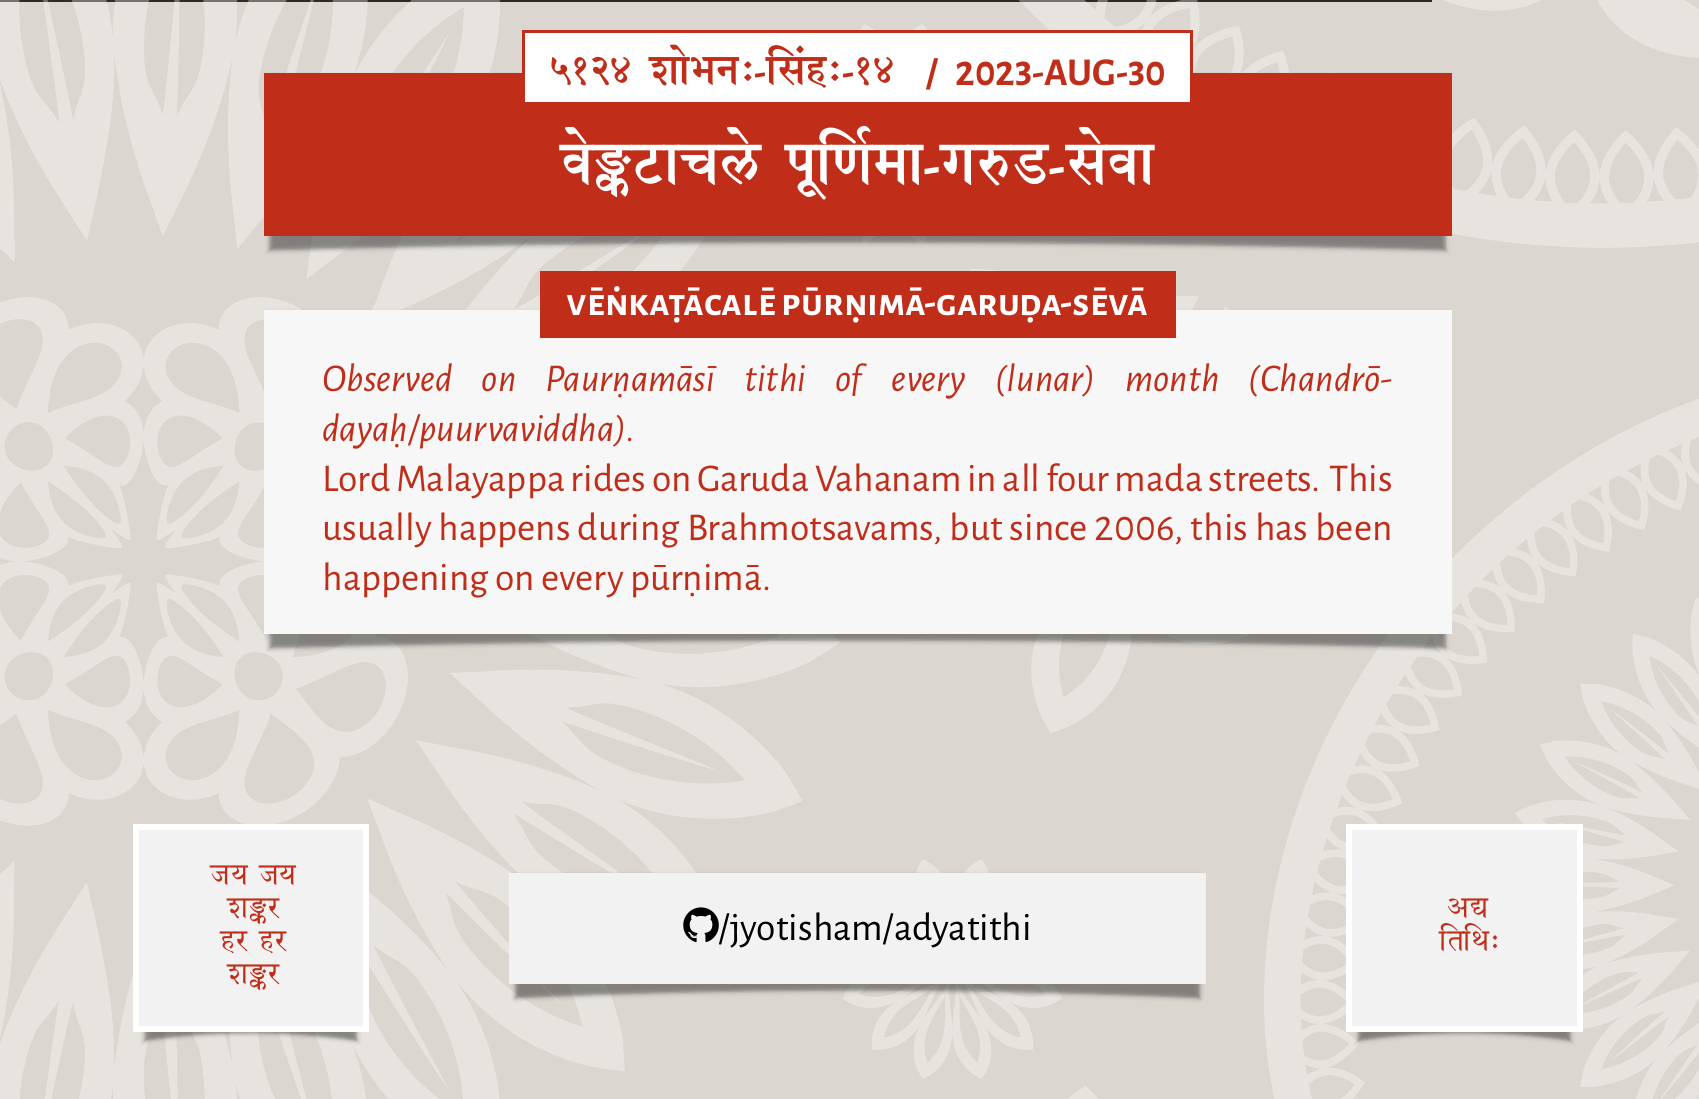 ५१२४ शोभनः-सिंहः-१४ / 2023-AUG-30
वेङ्कटाचले पूर्णिमा-गरुड-सेवा
VĒṄKAṬĀCALĒ PŪRṆIMĀ-GARUḌA-SĒVĀ
Observed on Paurṇamāsī tithi of every (lunar) month (Chandrō-
dayaḥ/puurvaviddha).
Lord Malayappa rides on Garuda Vahanam in all four mada streets. This
usually happens during Brahmotsavams, but since 2006, this has been
happening on every pūrṇimā.
जय जय
शङ्कर
हर हर
शङ्कर
/jyotisham/adyatithi
अद्य
तिथिः